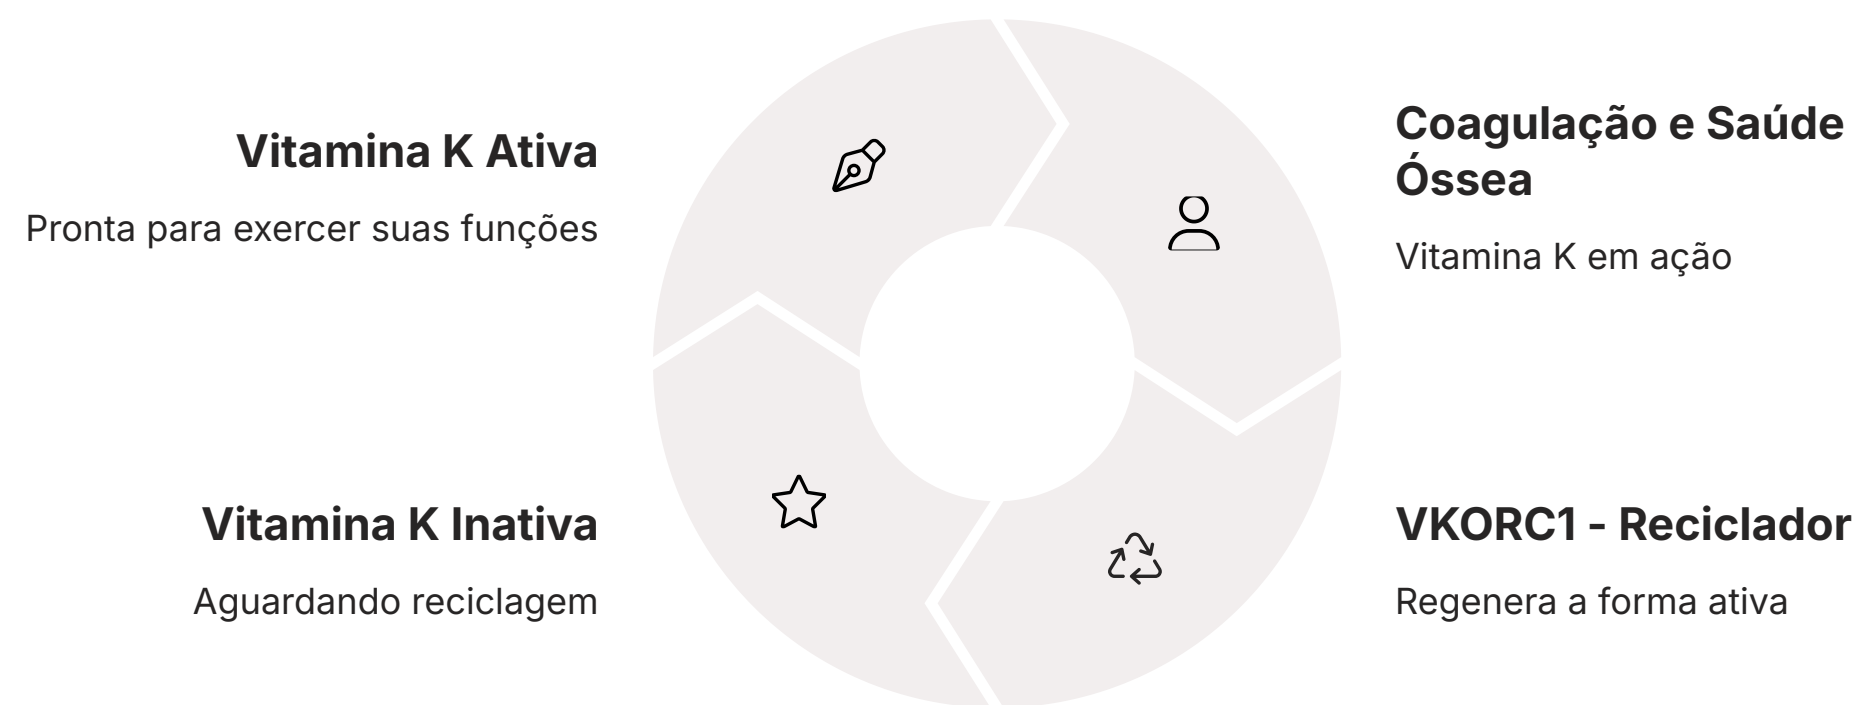 Vitamina K Ativa
Pronta para exercer suas funções
Coagulação e Saúde
Óssea
Vitamina K em ação
Vitamina K Inativa
Aguardando reciclagem
VKORC1 - Reciclador
Regenera a forma ativa